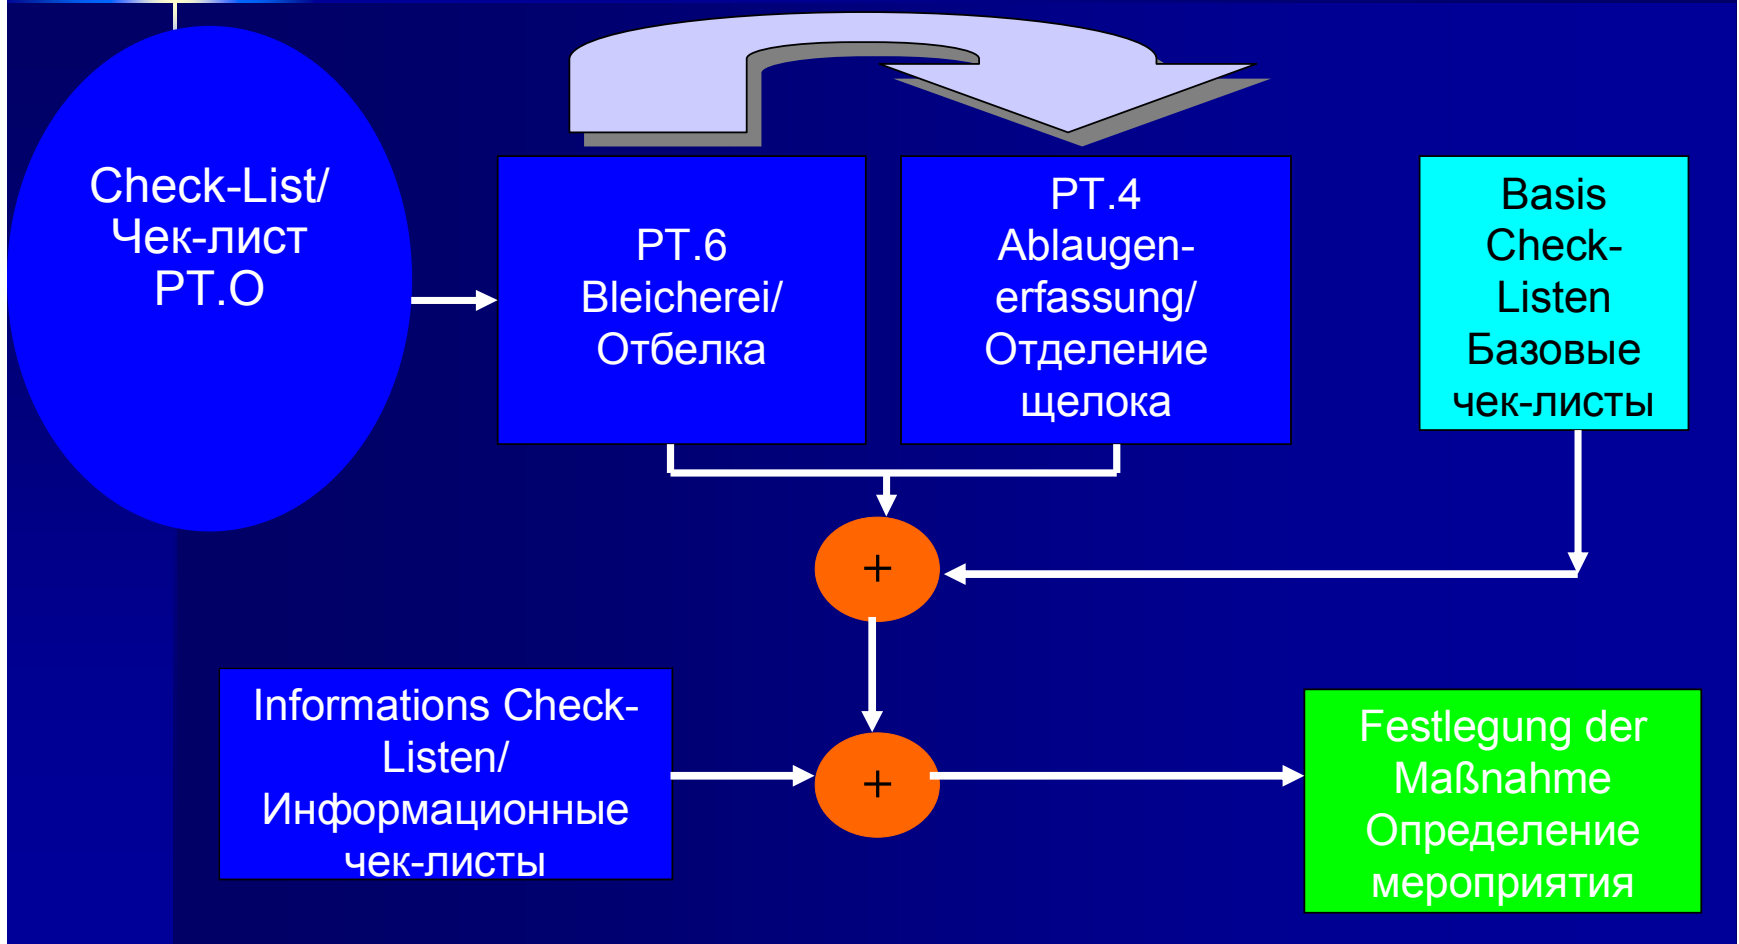 Check-List/
Чек-лист
PT.O
PT.6
Bleicherei/
Отбелка
PT.4
Ablaugen-
erfassung/
Отделение
щелока
Basis
Check-
Listen
Базовые
чек-листы
+
Informations Check-
Listen/
Информационные
чек-листы
+
Festlegung der
Maßnahme
Определение
мероприятия